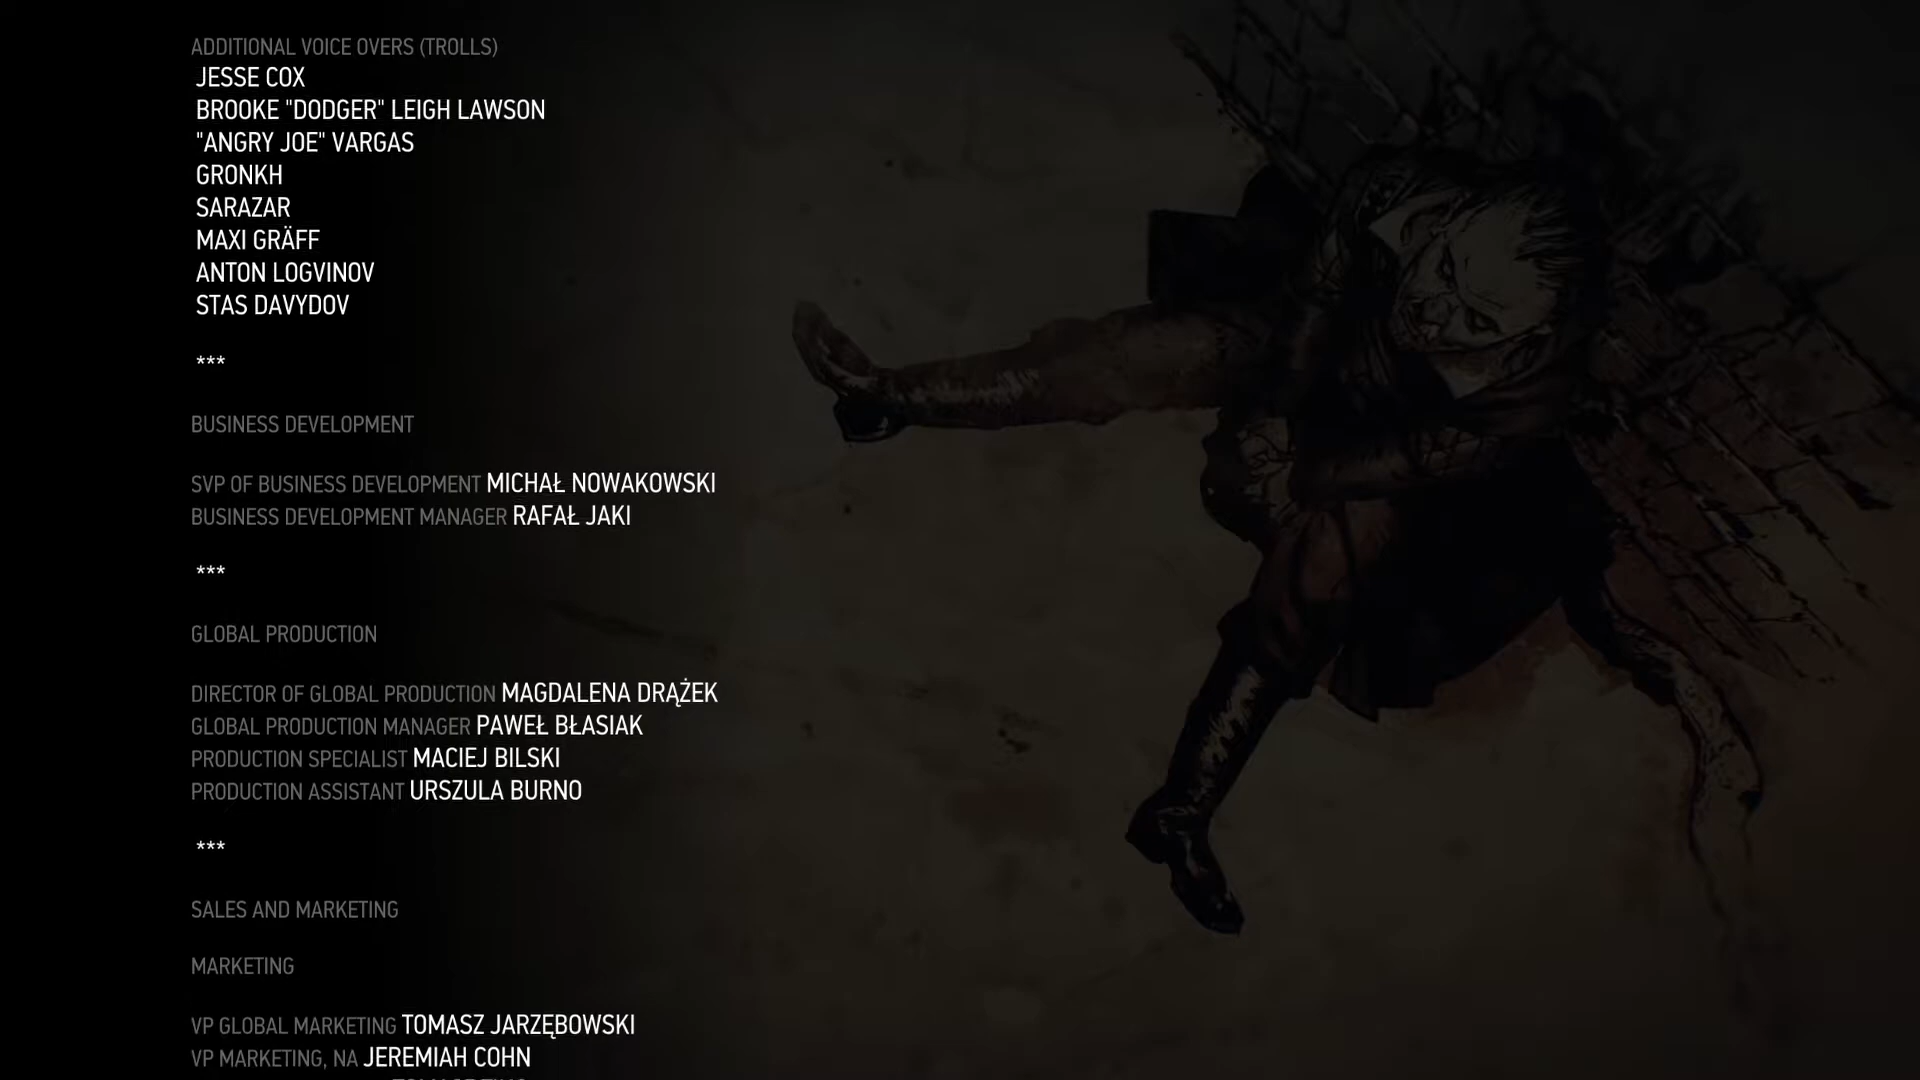 ADDITIONAL VOICE OVERS (TROLLS)
JESSE COX
BROOKE "DODGER" LEIGH LAWSON
"ANGRY JOE" VARGAS
GRONKH
SARAZAR
MAXI GRÄFF
ANTON LOGVINOV
STAS DAVYDOV
***
BUSINESS DEVELOPMENT
SVP OF BUSINESS DEVELOPMENT MICHAŁ NOWAKOWSKI
BUSINESS DEVELOPMENT MANAGER RAFAŁ JAKI
***
GLOBAL PRODUCTION
DIRECTOR OF GLOBAL PRODUCTION MAGDALENA DRĄŻEK
GLOBAL PRODUCTION MANAGER PAWEŁ BŁASIAK
PRODUCTION SPECIALIST MACIEJ BILSKI
PRODUCTION ASSISTANT URSZULA BURNO
***
SALES AND MARKETING
MARKETING
VP GLOBAL MARKETING TOMASZ JARZĘBOWSKI
VP MARKETING, NA JEREMIAH COHN